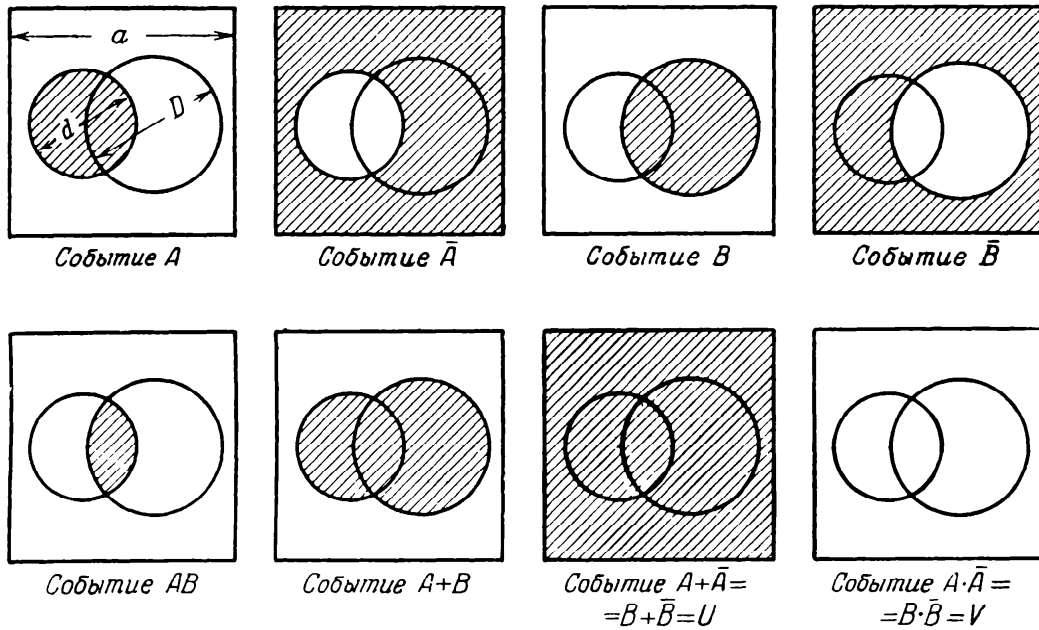 a
d
D
Событие A
Событие Ā
Событие B
Событие B̄
Событие AB
Событие A+B
Событие A+Ā=
=B+B̄=U
Событие A·Ā=
=B·B̄=V